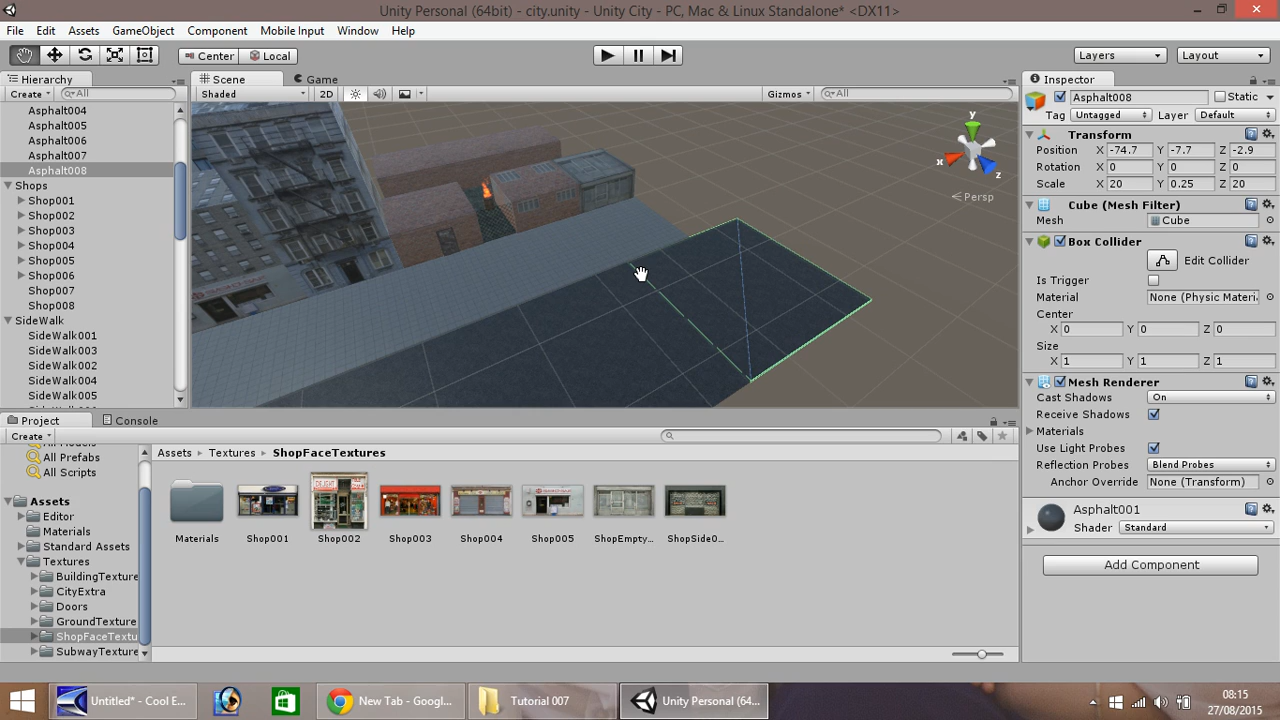 Unity Personal (64bit) - city.unity - Unity City - PC, Mac & Linux Standalone* <DX11>
File Edit Assets GameObject Component Mobile Input Window Help
Center Local Layers Layout
Hierarchy
Create All
Asphalt004
Asphalt005
Asphalt006
Asphalt007
Asphalt008
Shops
Shop001
Shop002
Shop003
Shop004
Shop005
Shop006
Shop007
Shop008
SideWalk
SideWalk001
SideWalk003
SideWalk002
SideWalk004
SideWalk005
Scene Game
Shaded 2D Gizmos All
y
x
z
Persp
Inspector
Asphalt008 Static
Tag Untagged Layer Default
Transform
Position X -74.7 Y -7.7 Z -2.9
Rotation X 0 Y 0 Z 0
Scale X 20 Y 0.25 Z 20
Cube (Mesh Filter)
Mesh Cube
Box Collider
Edit Collider
Is Trigger
Material None (Physic Materi
Center
X 0 Y 0 Z 0
Size
X 1 Y 1 Z 1
Mesh Renderer
Cast Shadows On
Receive Shadows
Materials
Use Light Probes
Reflection Probes Blend Probes
Anchor Override None (Transform)
Asphalt001
Shader Standard
Add Component
Project Console
Create
All Models
All Prefabs
All Scripts
Assets
Editor
Materials
Standard Assets
Textures
BuildingTexture
CityExtra
Doors
GroundTexture
ShopFaceTextu
SubwayTexture
Assets Textures ShopFaceTextures
Materials Shop001 Shop002 Shop003 Shop004 Shop005 ShopEmpty... ShopSide0...
Untitled* - Cool E... New Tab - Googl... Tutorial 007 Unity Personal (64...
08:15
27/08/2015